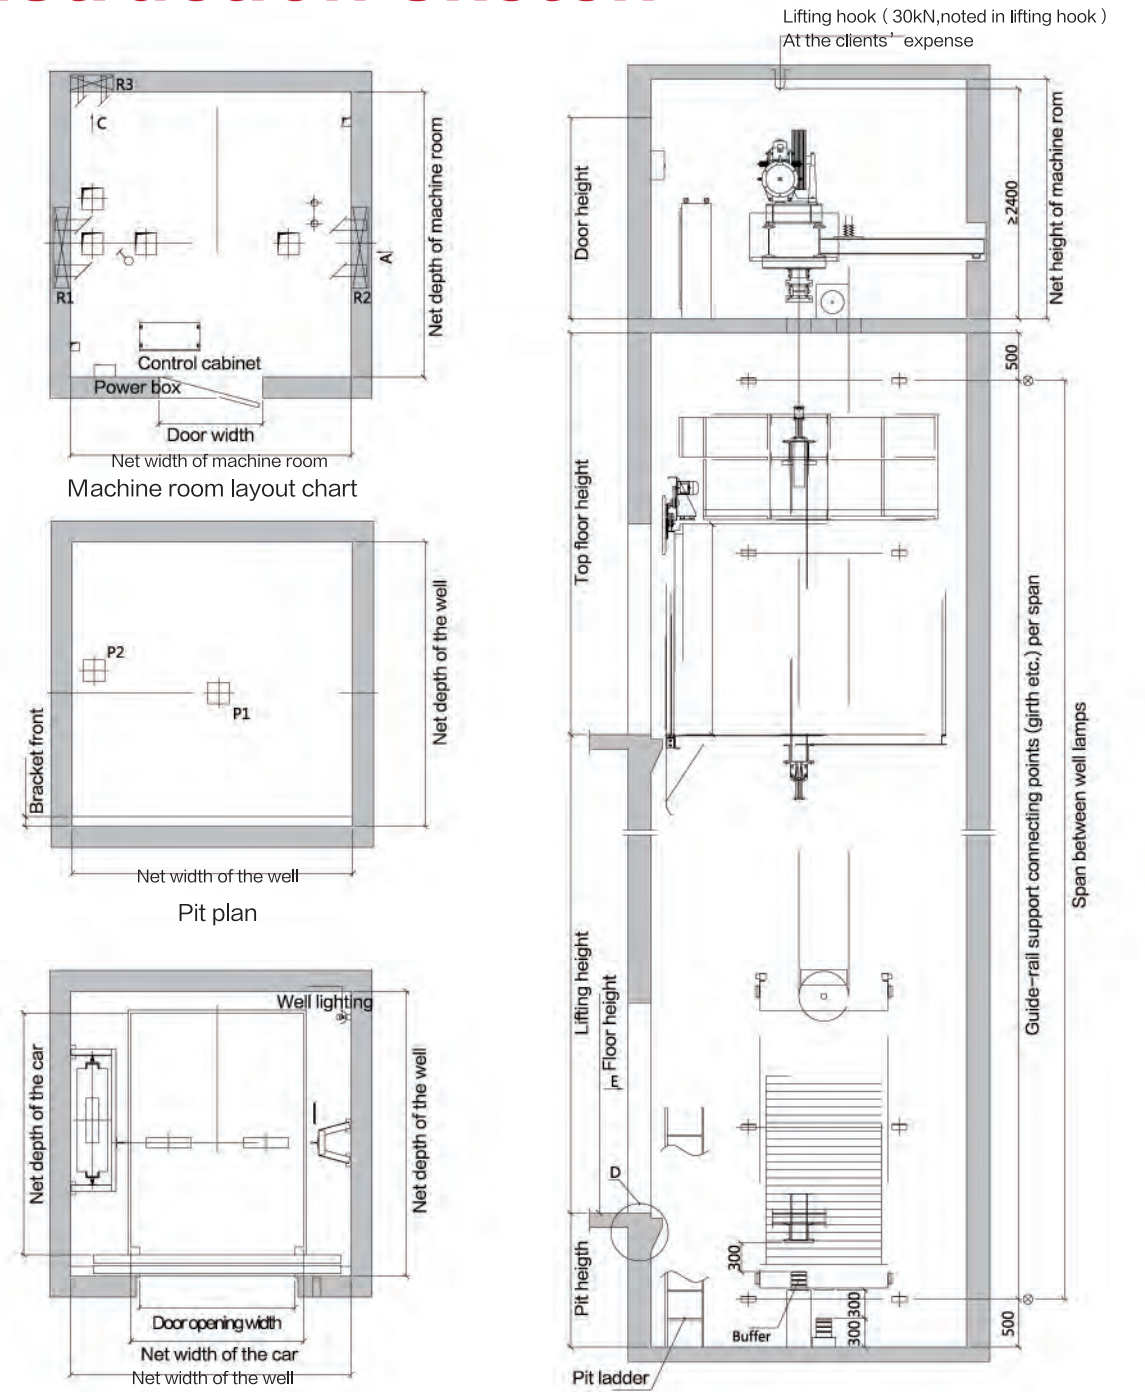 Lifting hook ( 30kN,noted in lifting hook )
At the clients' expense
R3
C
A
R1
R2
Net depth of machine room
Control cabinet
Power box
Door width
Net width of machine room
Machine room layout chart
P2
P1
Bracket front
Net depth of the well
Net width of the well
Pit plan
Well lighting
Net depth of the car
Net depth of the well
Door opening width
Net width of the car
Net width of the well
Door height
≥2400
Net height of machine rom
500
Top floor height
Guide-rail support connecting points (girth etc.) per span
Span between well lamps
Lifting height
Floor height
E
D
Pit heigth
300
300
300
500
Buffer
Pit ladder